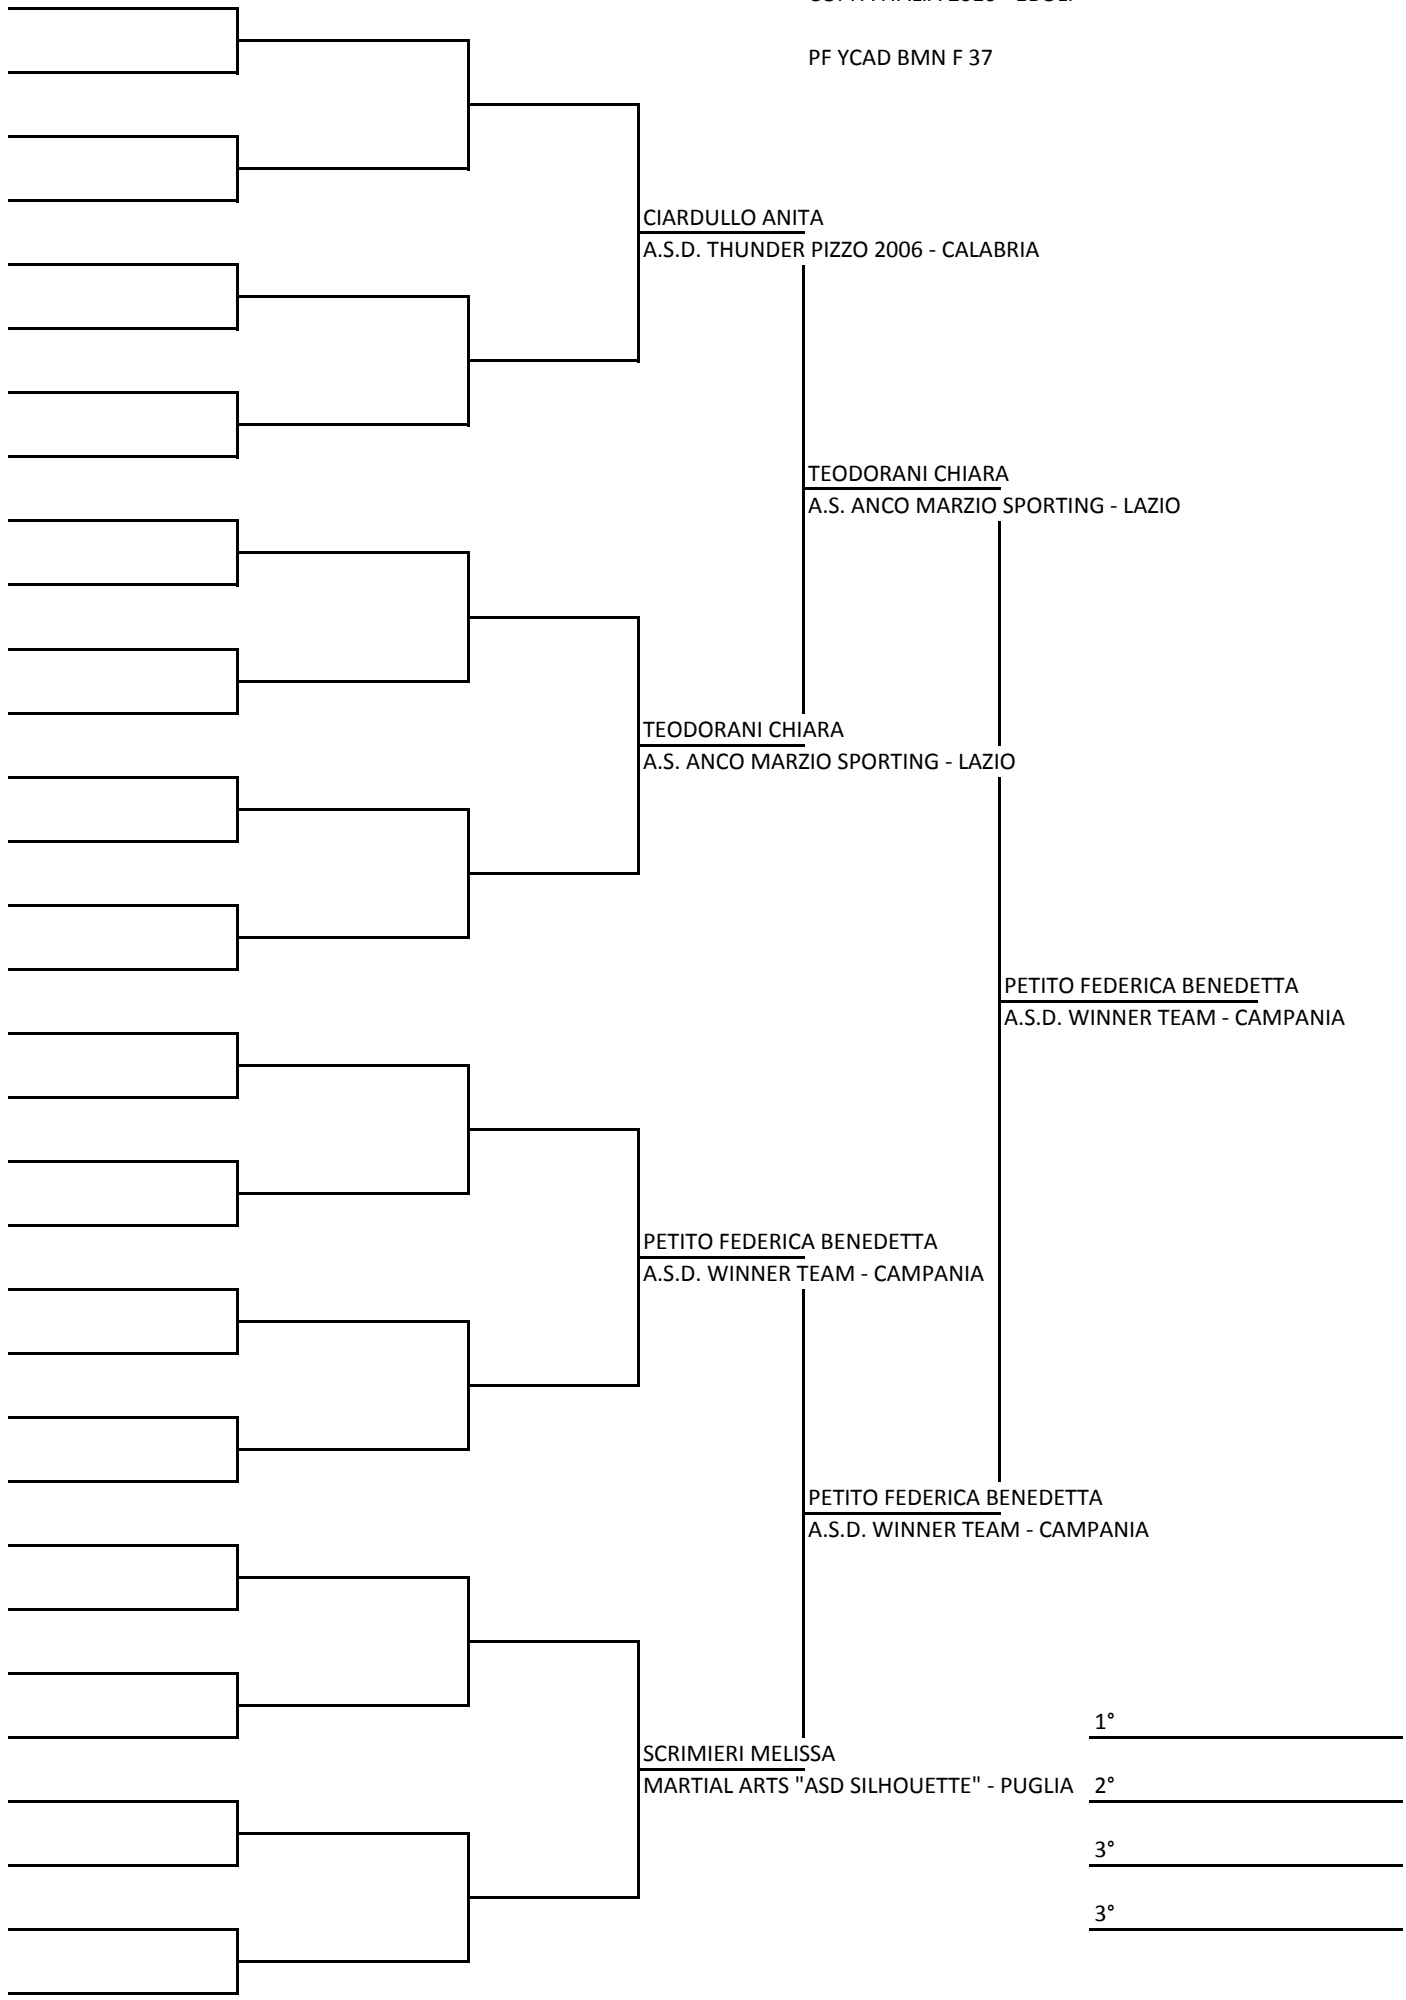 PF YCAD BMN F 37
CIARDULLO ANITA
A.S.D. THUNDER PIZZO 2006 - CALABRIA
TEODORANI CHIARA
A.S. ANCO MARZIO SPORTING - LAZIO
TEODORANI CHIARA
A.S. ANCO MARZIO SPORTING - LAZIO
PETITO FEDERICA BENEDETTA
A.S.D. WINNER TEAM - CAMPANIA
PETITO FEDERICA BENEDETTA
A.S.D. WINNER TEAM - CAMPANIA
PETITO FEDERICA BENEDETTA
A.S.D. WINNER TEAM - CAMPANIA
1°
SCRIMIERI MELISSA
MARTIAL ARTS "ASD SILHOUETTE" - PUGLIA
2°
3°
3°